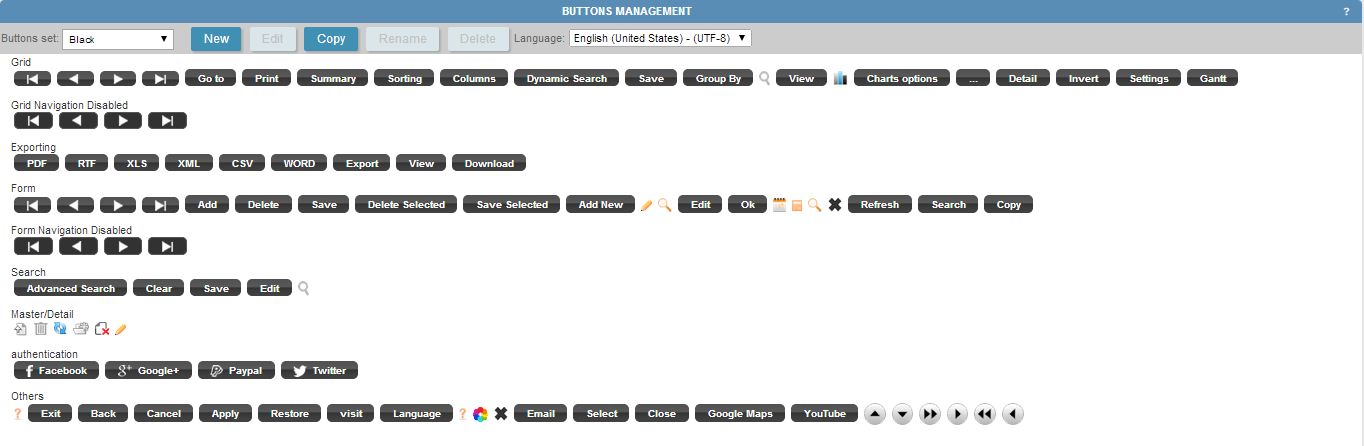 BUTTONS MANAGEMENT ?
Buttons set: Black New Edit Copy Rename Delete Language: English (United States) - (UTF-8)
Grid
Go to Print Summary Sorting Columns Dynamic Search Save Group By View Charts options ... Detail Invert Settings Gantt
Grid Navigation Disabled
Exporting
PDF RTF XLS XML CSV WORD Export View Download
Form
Add Delete Save Delete Selected Save Selected Add New Edit Ok Refresh Search Copy
Form Navigation Disabled
Search
Advanced Search Clear Save Edit
Master/Detail
authentication
f Facebook g+ Google+ Paypal Twitter
Others
? Exit Back Cancel Apply Restore visit Language ? Email Select Close Google Maps YouTube